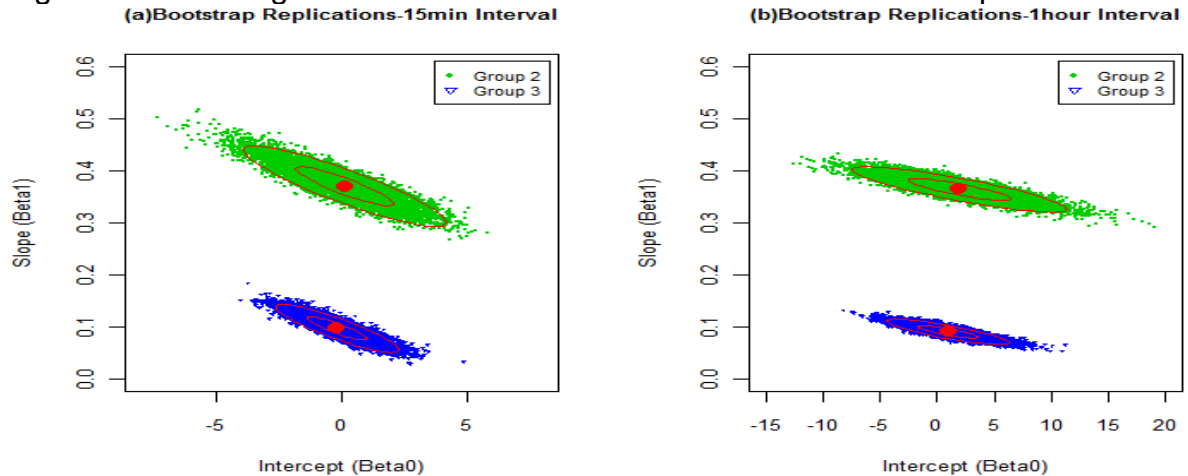 (a)Bootstrap Replications-15min Interval
0.0 0.1 0.2 0.3 0.4 0.5 0.6
Slope (Beta1)
Group 2
Group 3
-5 0 5
Intercept (Beta0)
(b)Bootstrap Replications-1hour Interval
0.0 0.1 0.2 0.3 0.4 0.5 0.6
Slope (Beta1)
Group 2
Group 3
-15 -10 -5 0 5 10 15 20
Intercept (Beta0)